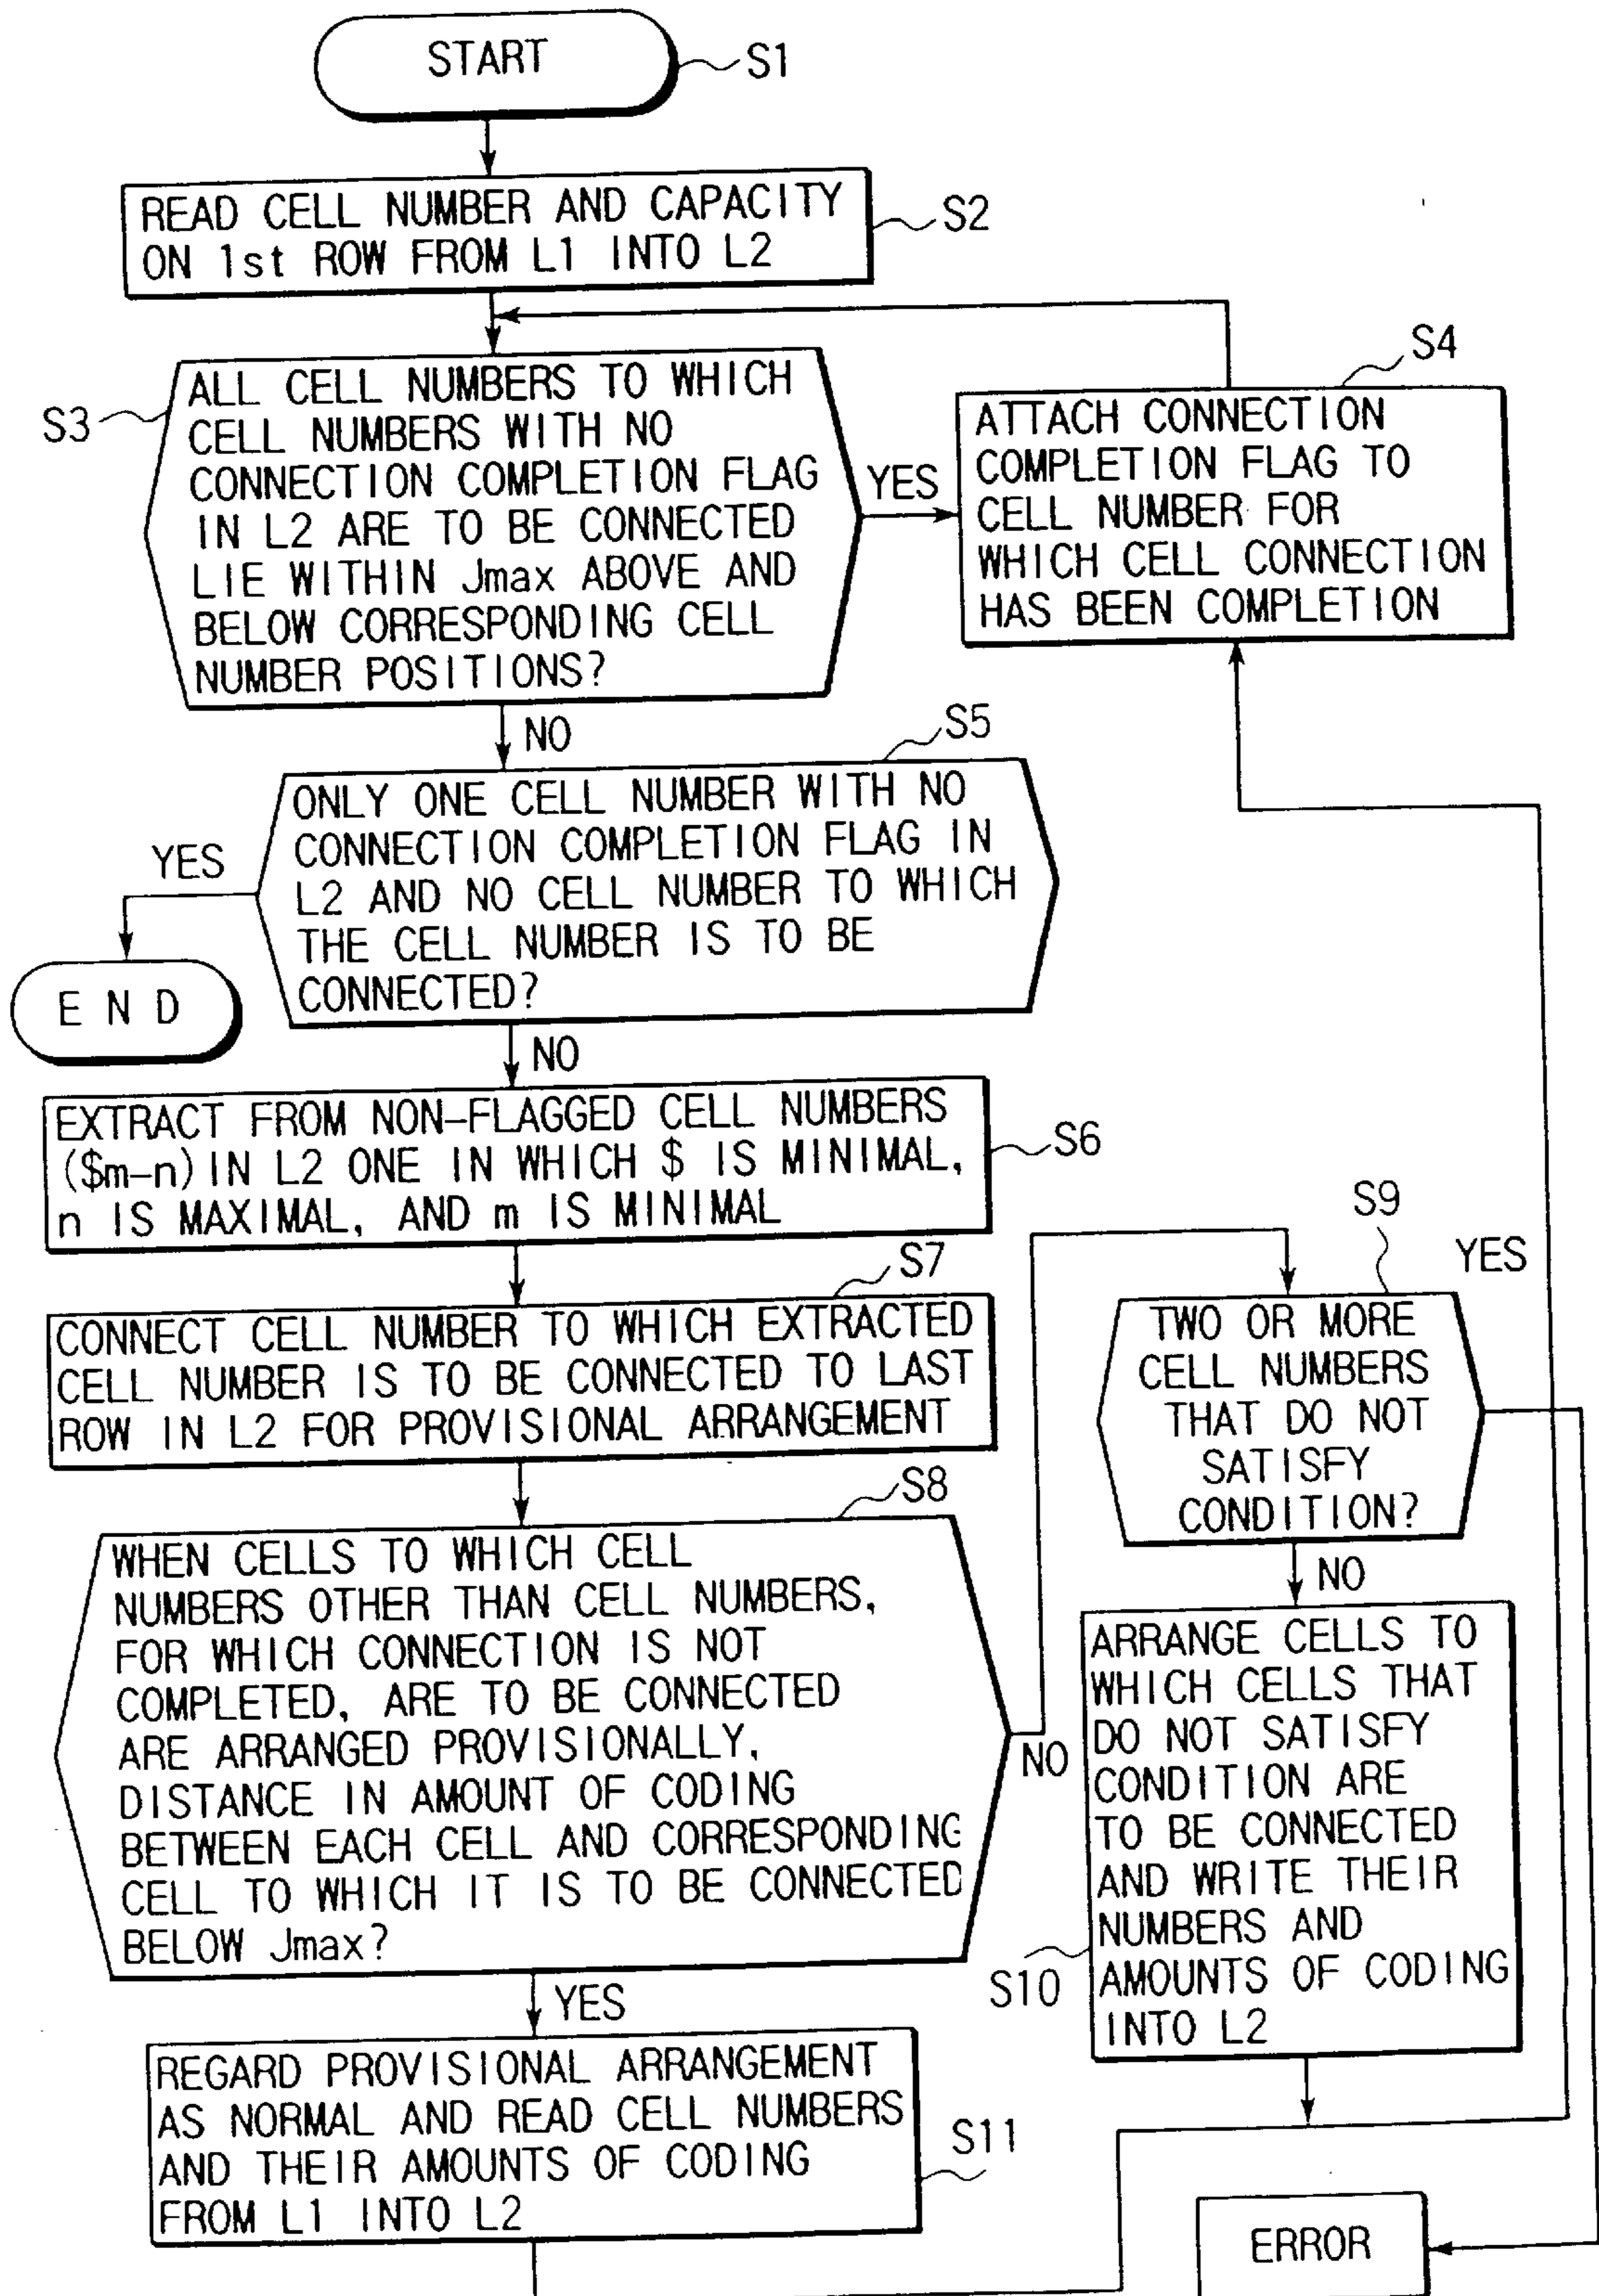 START
S1
READ CELL NUMBER AND CAPACITY
ON 1st ROW FROM L1 INTO L2
S2
S3
ALL CELL NUMBERS TO WHICH
CELL NUMBERS WITH NO
CONNECTION COMPLETION FLAG
IN L2 ARE TO BE CONNECTED
LIE WITHIN Jmax ABOVE AND
BELOW CORRESPONDING CELL
NUMBER POSITIONS?
YES
S4
ATTACH CONNECTION
COMPLETION FLAG TO
CELL NUMBER FOR
WHICH CELL CONNECTION
HAS BEEN COMPLETION
NO
S5
ONLY ONE CELL NUMBER WITH NO
CONNECTION COMPLETION FLAG IN
L2 AND NO CELL NUMBER TO WHICH
THE CELL NUMBER IS TO BE
CONNECTED?
YES
END
NO
EXTRACT FROM NON-FLAGGED CELL NUMBERS
($m-n) IN L2 ONE IN WHICH $ IS MINIMAL,
n IS MAXIMAL, AND m IS MINIMAL
S6
S7
CONNECT CELL NUMBER TO WHICH EXTRACTED
CELL NUMBER IS TO BE CONNECTED TO LAST
ROW IN L2 FOR PROVISIONAL ARRANGEMENT
S8
WHEN CELLS TO WHICH CELL
NUMBERS OTHER THAN CELL NUMBERS,
FOR WHICH CONNECTION IS NOT
COMPLETED, ARE TO BE CONNECTED
ARE ARRANGED PROVISIONALLY,
DISTANCE IN AMOUNT OF CODING
BETWEEN EACH CELL AND CORRESPONDING
CELL TO WHICH IT IS TO BE CONNECTED
BELOW Jmax?
NO
S9
YES
TWO OR MORE
CELL NUMBERS
THAT DO NOT
SATISFY
CONDITION?
NO
ARRANGE CELLS TO
WHICH CELLS THAT
DO NOT SATISFY
CONDITION ARE
TO BE CONNECTED
AND WRITE THEIR
NUMBERS AND
AMOUNTS OF CODING
INTO L2
S10
YES
REGARD PROVISIONAL ARRANGEMENT
AS NORMAL AND READ CELL NUMBERS
AND THEIR AMOUNTS OF CODING
FROM L1 INTO L2
S11
ERROR